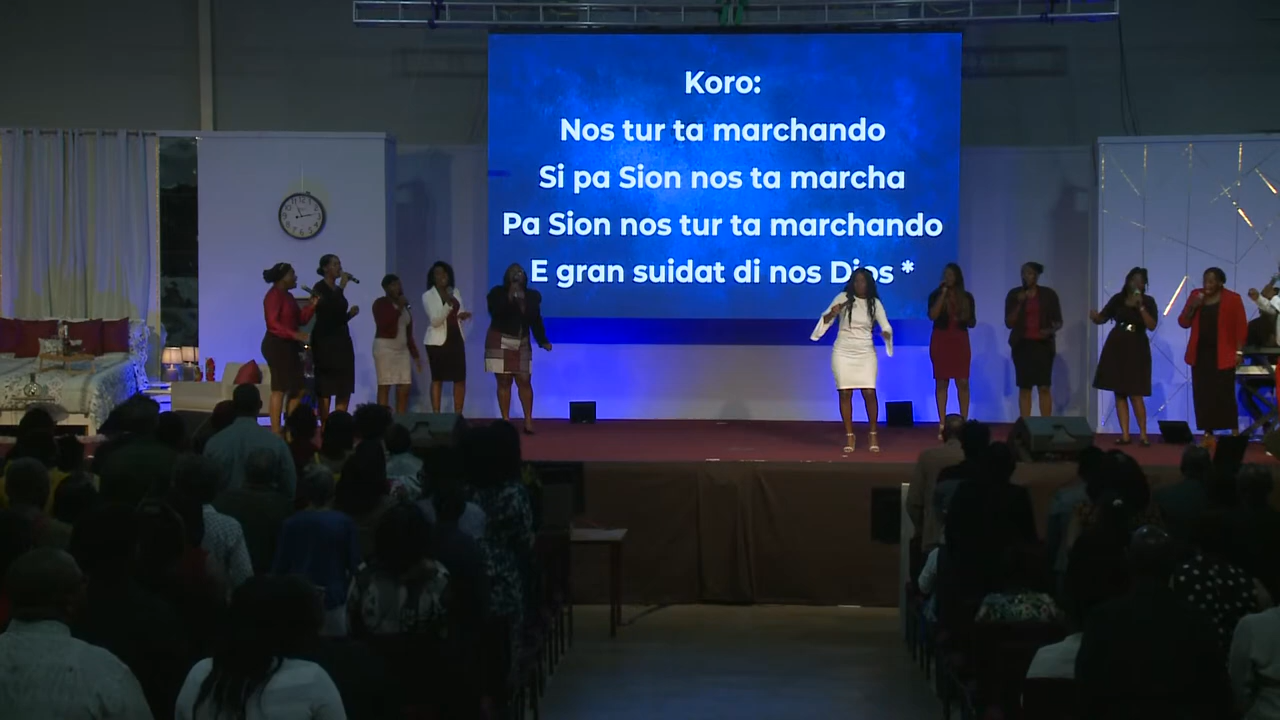 Koro:
Nos tur ta marchando
Si pa Sion nos ta marcha
Pa Sion nos tur ta marchando
E gran suidat di nos Dios *